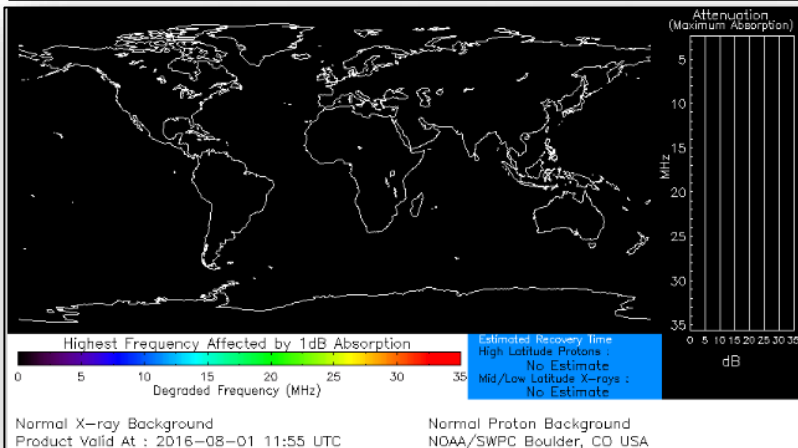 Attenuation
(Maximum Absorption)
5
10
15
20
25
30
35
MHz
0 5 10 15 20 25 30 35
dB
Highest Frequency Affected by 1dB Absorption
0 5 10 15 20 25 30 35
Degraded Frequency (MHz)
Estimated Recovery Time
High Latitude Protons :
No Estimate
Mid/Low Latitude X-rays :
No Estimate
Normal X-ray Background
Product Valid At : 2016-08-01 11:55 UTC
Normal Proton Background
NOAA/SWPC Boulder, CO USA